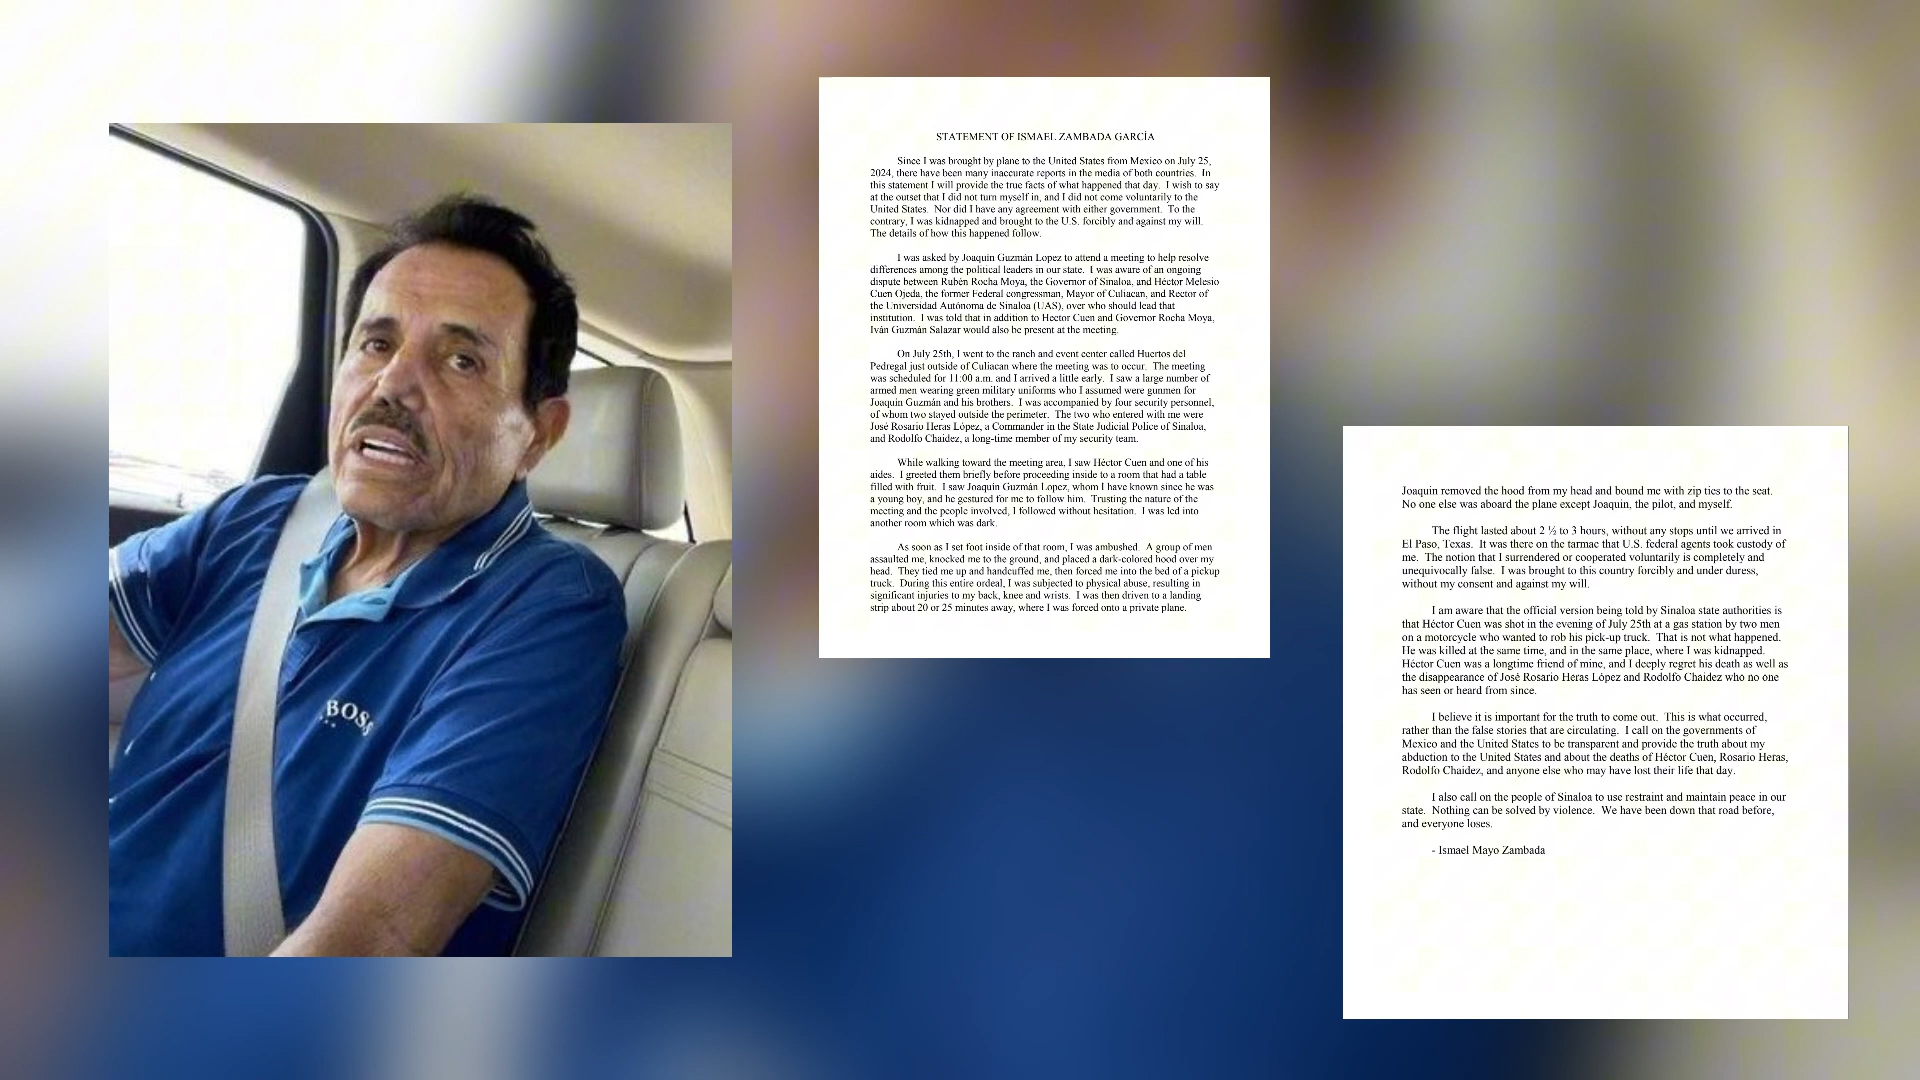 BOSS
STATEMENT OF ISMAEL ZAMBADA GARCÍA
Since I was brought by plane to the United States from Mexico on July 25,
2024, there have been many inaccurate reports in the media of both countries. In
this statement I will provide the true facts of what happened that day. I wish to say
at the outset that I did not turn myself in, and I did not come voluntarily to the
United States. Nor did I have any agreement with either government. To the
contrary, I was kidnapped and brought to the U.S. forcibly and against my will.
The details of how this happened follow.
I was asked by Joaquín Guzmán Lopez to attend a meeting to help resolve
differences among the political leaders in our state. I was aware of an ongoing
dispute between Rubén Rocha Moya, the Governor of Sinaloa, and Héctor Melesio
Cuen Ojeda, the former Federal congressman, Mayor of Culiacan, and Rector of
the Universidad Autónoma de Sinaloa (UAS), over who should lead that
institution. I was told that in addition to Hector Cuen and Governor Rocha Moya,
Iván Guzmán Salazar would also be present at the meeting.
On July 25th, I went to the ranch and event center called Huertos del
Pedregal just outside of Culiacan where the meeting was to occur. The meeting
was scheduled for 11:00 a.m. and I arrived a little early. I saw a large number of
armed men wearing green military uniforms who I assumed were gunmen for
Joaquín Guzmán and his brothers. I was accompanied by four security personnel,
of whom two stayed outside the perimeter. The two who entered with me were
José Rosario Heras López, a Commander in the State Judicial Police of Sinaloa,
and Rodolfo Chaidez, a long-time member of my security team.
While walking toward the meeting area, I saw Héctor Cuen and one of his
aides. I greeted them briefly before proceeding inside to a room that had a table
filled with fruit. I saw Joaquín Guzmán Lopez, whom I have known since he was
a young boy, and he gestured for me to follow him. Trusting the nature of the
meeting and the people involved, I followed without hesitation. I was led into
another room which was dark.
As soon as I set foot inside of that room, I was ambushed. A group of men
assaulted me, knocked me to the ground, and placed a dark-colored hood over my
head. They tied me up and handcuffed me, then forced me into the bed of a pickup
truck. During this entire ordeal, I was subjected to physical abuse, resulting in
significant injuries to my back, knee and wrists. I was then driven to a landing
strip about 20 or 25 minutes away, where I was forced onto a private plane.
Joaquin removed the hood from my head and bound me with zip ties to the seat.
No one else was aboard the plane except Joaquin, the pilot, and myself.
The flight lasted about 2 ½ to 3 hours, without any stops until we arrived in
El Paso, Texas. It was there on the tarmac that U.S. federal agents took custody of
me. The notion that I surrendered or cooperated voluntarily is completely and
unequivocally false. I was brought to this country forcibly and under duress,
without my consent and against my will.
I am aware that the official version being told by Sinaloa state authorities is
that Héctor Cuen was shot in the evening of July 25th at a gas station by two men
on a motorcycle who wanted to rob his pick-up truck. That is not what happened.
He was killed at the same time, and in the same place, where I was kidnapped.
Héctor Cuen was a longtime friend of mine, and I deeply regret his death as well as
the disappearance of José Rosario Heras López and Rodolfo Chaidez who no one
has seen or heard from since.
I believe it is important for the truth to come out. This is what occurred,
rather than the false stories that are circulating. I call on the governments of
Mexico and the United States to be transparent and provide the truth about my
abduction to the United States and about the deaths of Héctor Cuen, Rosario Heras,
Rodolfo Chaidez, and anyone else who may have lost their life that day.
I also call on the people of Sinaloa to use restraint and maintain peace in our
state. Nothing can be solved by violence. We have been down that road before,
and everyone loses.
- Ismael Mayo Zambada